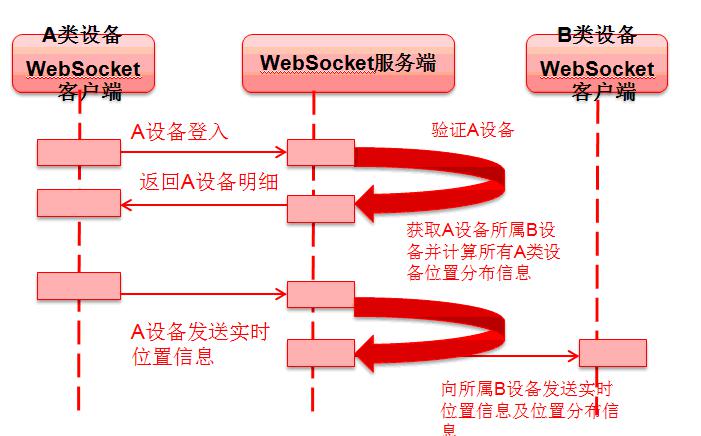 A类设备
WebSocket
客户端
WebSocket服务端
B类设备
WebSocket
客户端
A设备登入
验证A设备
返回A设备明细
获取A设备所属B设
备并计算所有A类设
备位置分布信息
A设备发送实时
位置信息
向所属B设备发送实时
位置信息及位置分布信
息